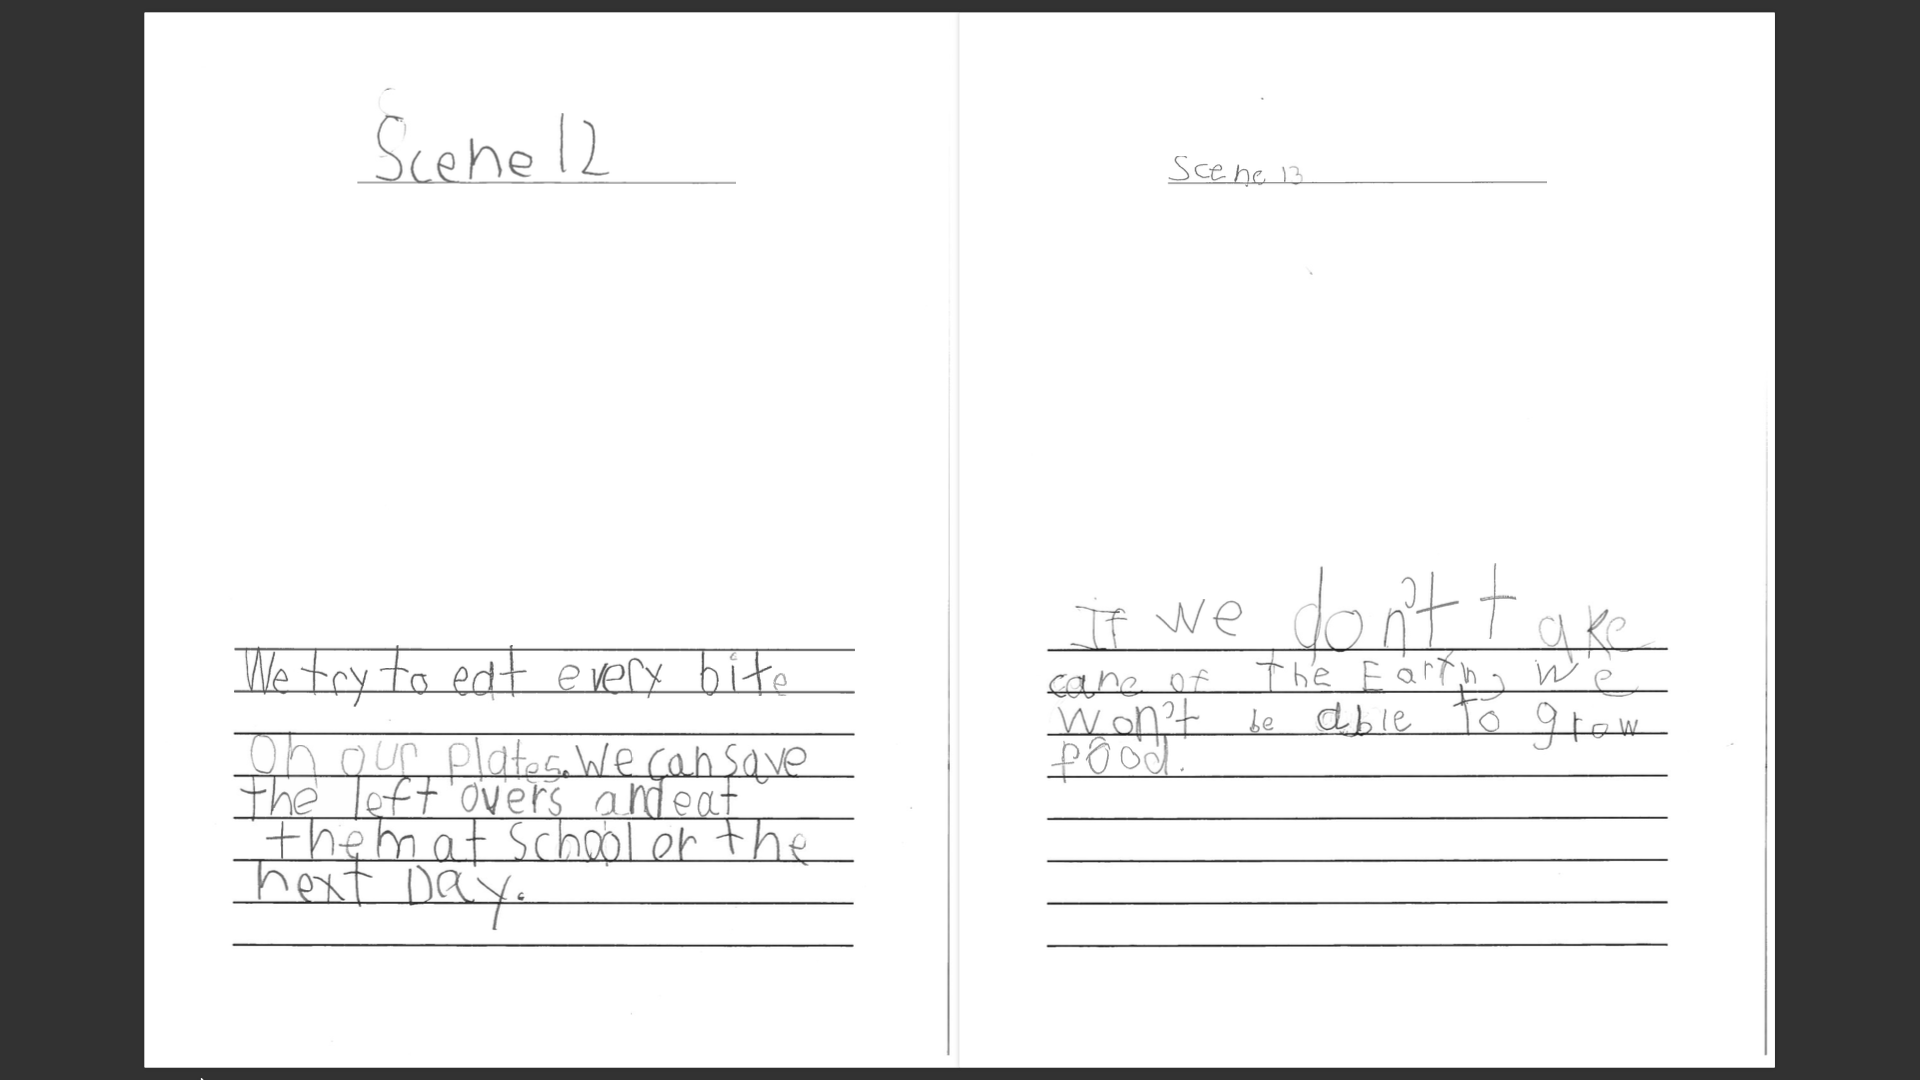 Scene 12
We try to eat every bite
on our plates. We can save
the left overs and eat
them at school or the
next Day.
Scene 13
If we don't take
care of The Earth, we
won't be able To grow
food.